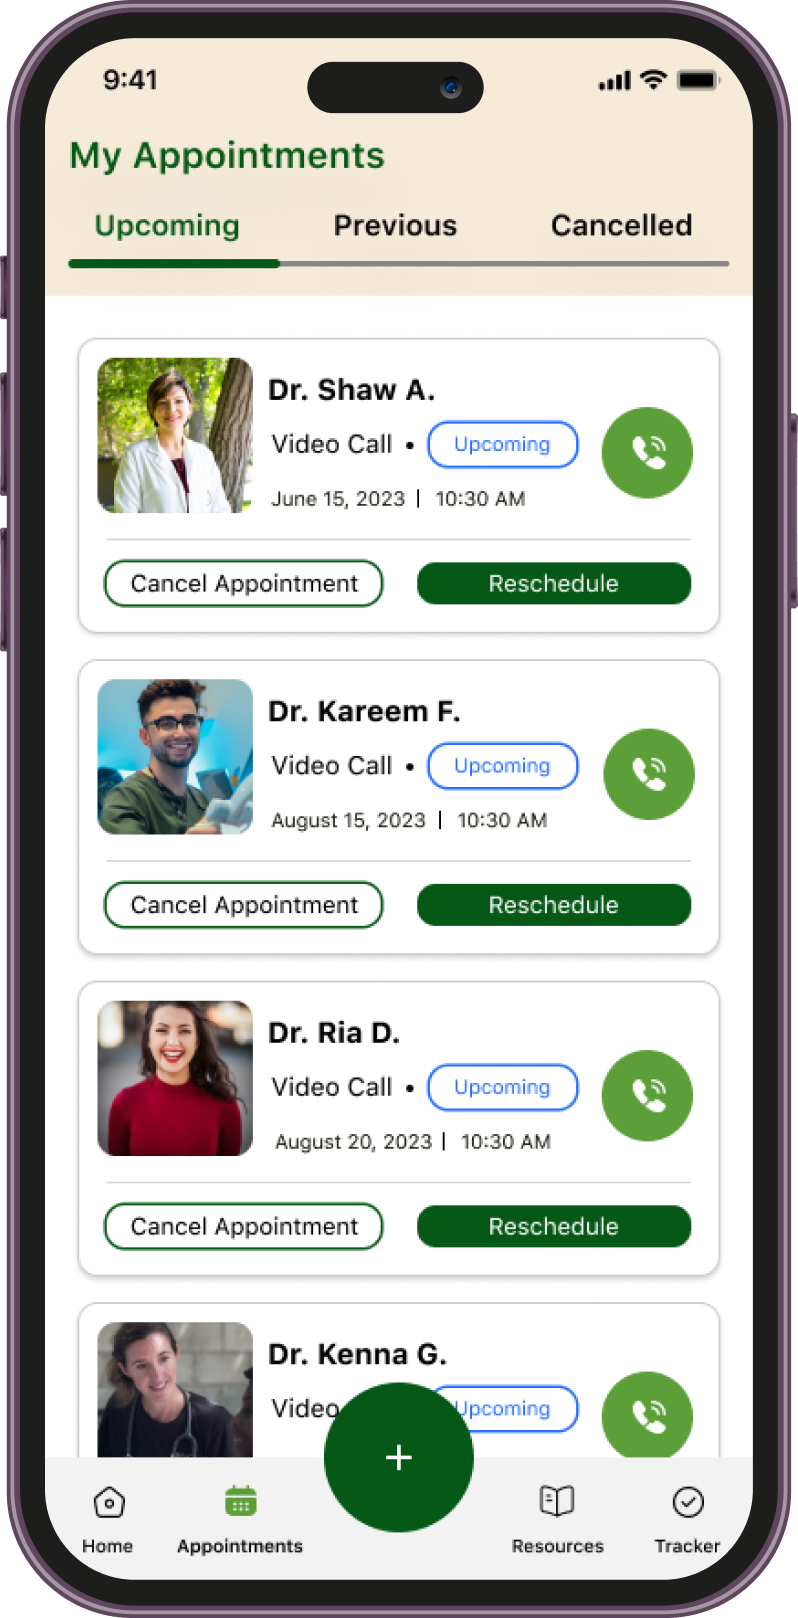 9:41
My Appointments
Upcoming Previous Cancelled
Dr. Shaw A.
Video Call • Upcoming
June 15, 2023 | 10:30 AM
Cancel Appointment Reschedule
Dr. Kareem F.
Video Call • Upcoming
August 15, 2023 | 10:30 AM
Cancel Appointment Reschedule
Dr. Ria D.
Video Call • Upcoming
August 20, 2023 | 10:30 AM
Cancel Appointment Reschedule
Dr. Kenna G.
Video Upcoming
+
Home Appointments Resources Tracker